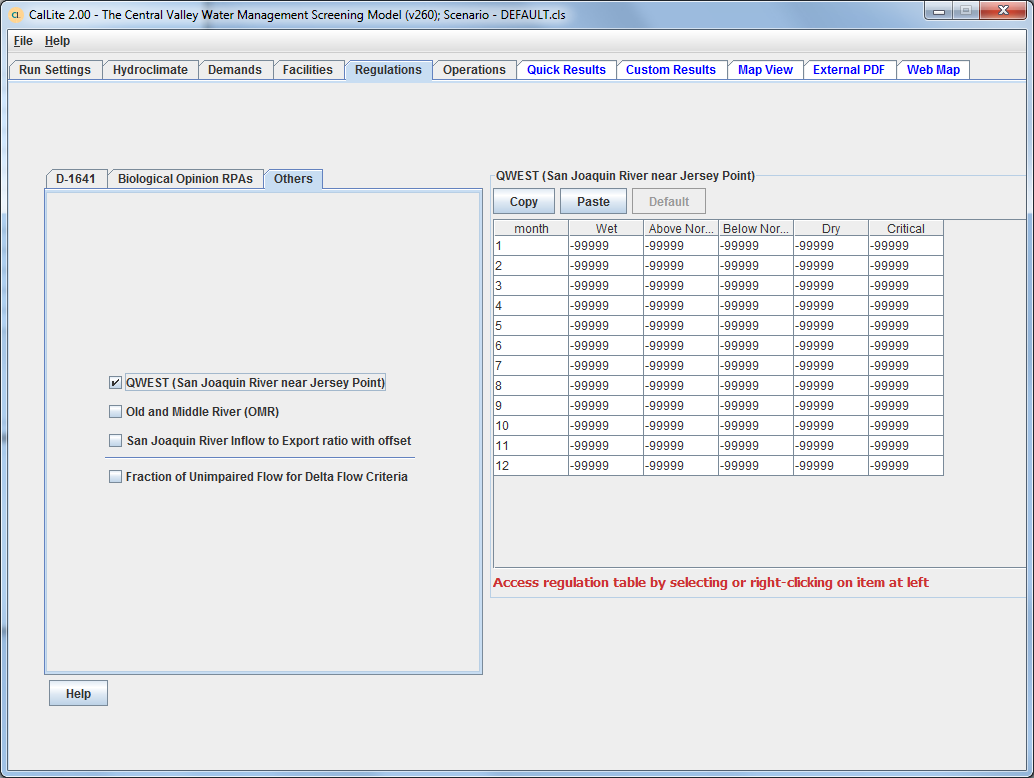 CL CalLite 2.00 - The Central Valley Water Management Screening Model (v260); Scenario - DEFAULT.cls
File Help
Run Settings Hydroclimate Demands Facilities Regulations Operations Quick Results Custom Results Map View External PDF Web Map
D-1641 Biological Opinion RPAs Others
QWEST (San Joaquin River near Jersey Point)
Old and Middle River (OMR)
San Joaquin River Inflow to Export ratio with offset
Fraction of Unimpaired Flow for Delta Flow Criteria
Help
QWEST (San Joaquin River near Jersey Point)
Copy Paste Default
month Wet Above Nor... Below Nor... Dry Critical
1 -99999 -99999 -99999 -99999 -99999
2 -99999 -99999 -99999 -99999 -99999
3 -99999 -99999 -99999 -99999 -99999
4 -99999 -99999 -99999 -99999 -99999
5 -99999 -99999 -99999 -99999 -99999
6 -99999 -99999 -99999 -99999 -99999
7 -99999 -99999 -99999 -99999 -99999
8 -99999 -99999 -99999 -99999 -99999
9 -99999 -99999 -99999 -99999 -99999
10 -99999 -99999 -99999 -99999 -99999
11 -99999 -99999 -99999 -99999 -99999
12 -99999 -99999 -99999 -99999 -99999
Access regulation table by selecting or right-clicking on item at left